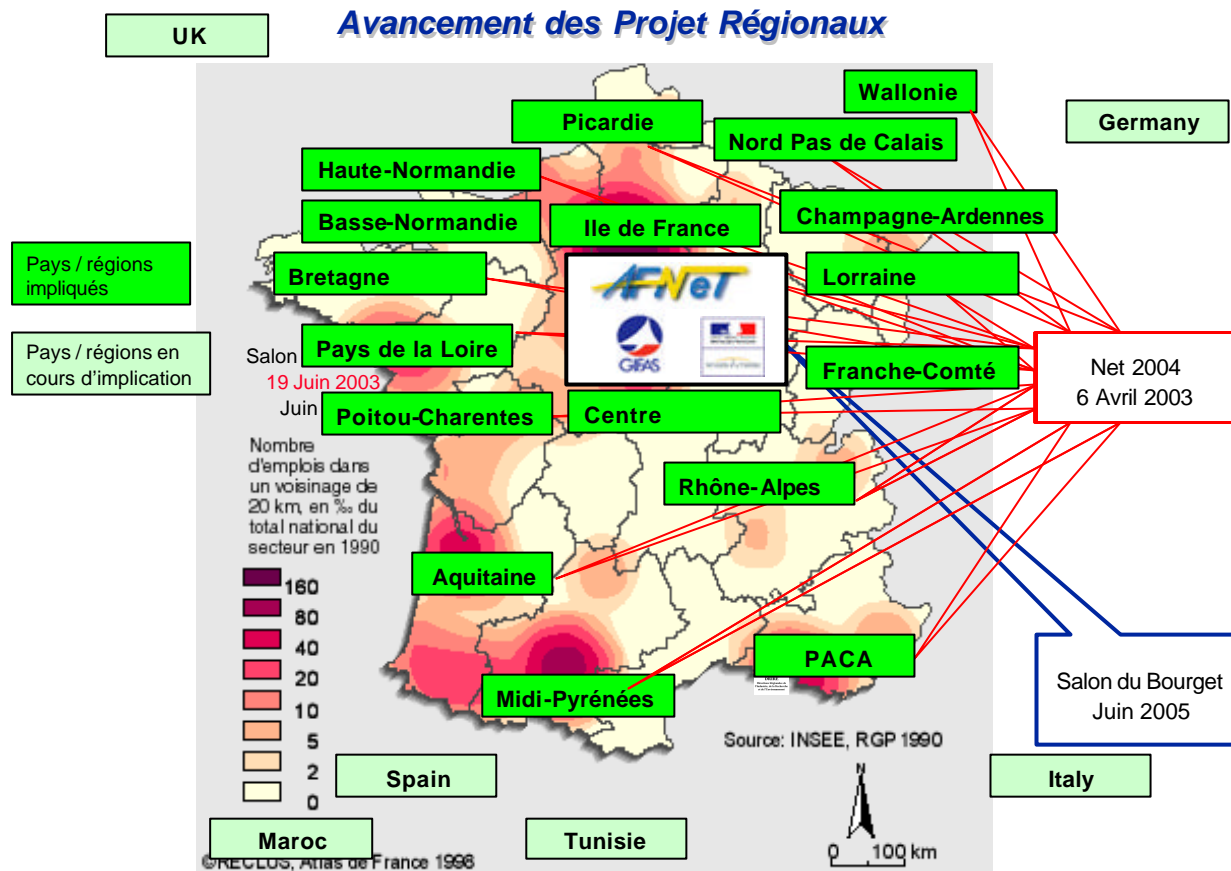 Avancement des Projet Régionaux
UK
Wallonie
Germany
Picardie
Nord Pas de Calais
Haute-Normandie
Basse-Normandie
Ile de France
Champagne-Ardennes
Pays / régions
impliqués
Bretagne
AFNeT
Lorraine
GIFAS
Pays / régions en
cours d'implication
Salon
19 Juin 2003
Juin
Pays de la Loire
Franche-Comté
Net 2004
6 Avril 2003
Poitou-Charentes
Centre
Nombre
d'emplois dans
un voisinage de
20 km, en ‰ du
total national du
secteur en 1990
Rhône-Alpes
Aquitaine
160
80
40
20
10
5
2
0
PACA
Midi-Pyrénées
Salon du Bourget
Juin 2005
Source: INSEE, RGP 1990
Spain
N
Italy
Maroc
Tunisie
0 100 km
©RECLUS, Atlas de France 1998